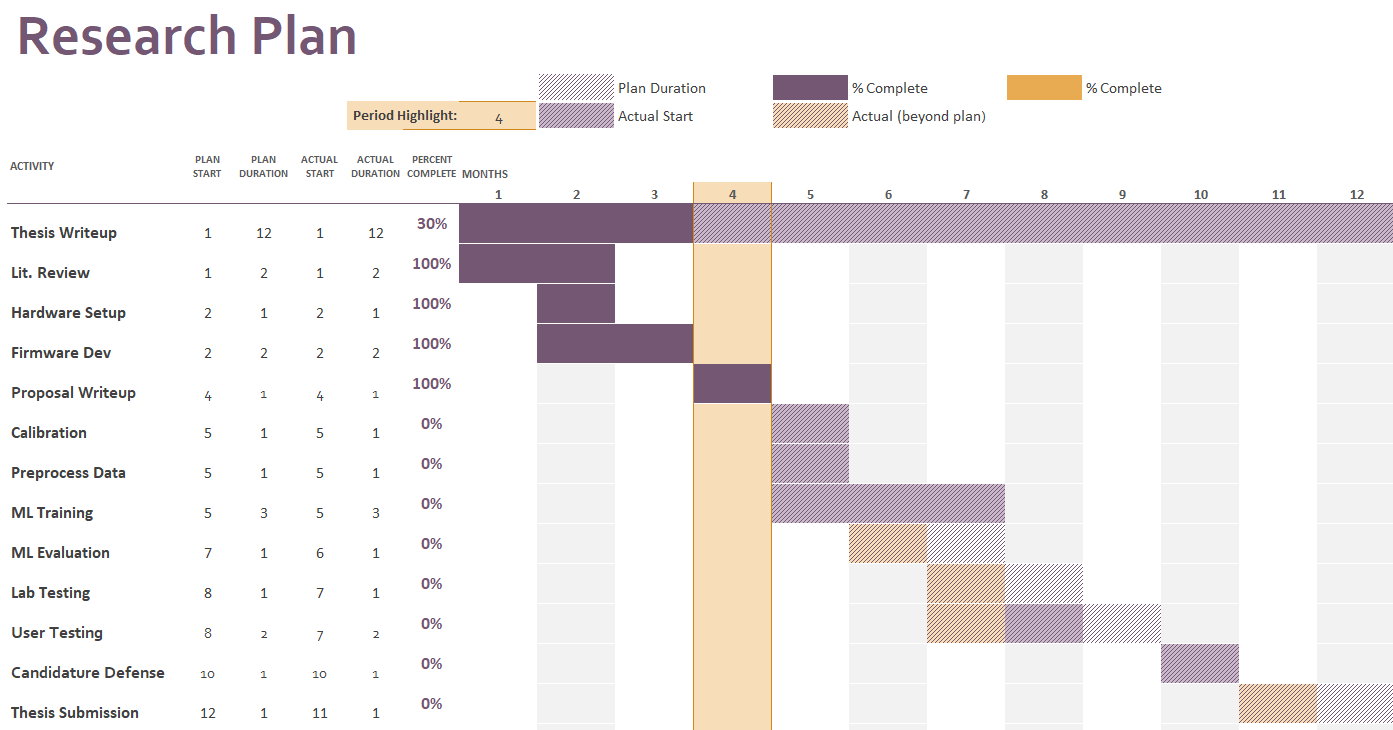 Research Plan
Plan Duration % Complete % Complete
Period Highlight: 4 Actual Start Actual (beyond plan)
ACTIVITY PLAN START PLAN DURATION ACTUAL START ACTUAL DURATION PERCENT COMPLETE MONTHS
1 2 3 4 5 6 7 8 9 10 11 12
Thesis Writeup 1 12 1 12 30%
Lit. Review 1 2 1 2 100%
Hardware Setup 2 1 2 1 100%
Firmware Dev 2 2 2 2 100%
Proposal Writeup 4 1 4 1 100%
Calibration 5 1 5 1 0%
Preprocess Data 5 1 5 1 0%
ML Training 5 3 5 3 0%
ML Evaluation 7 1 6 1 0%
Lab Testing 8 1 7 1 0%
User Testing 8 2 7 2 0%
Candidature Defense 10 1 10 1 0%
Thesis Submission 12 1 11 1 0%